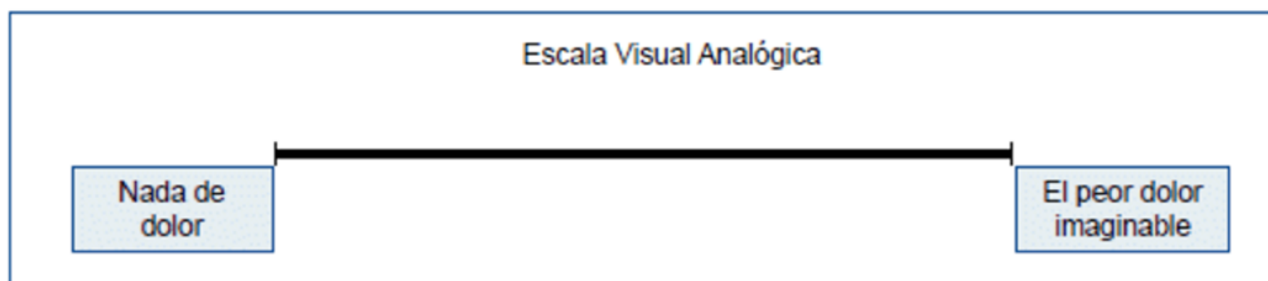 Escala Visual Analógica
Nada de
dolor
El peor dolor
imaginable